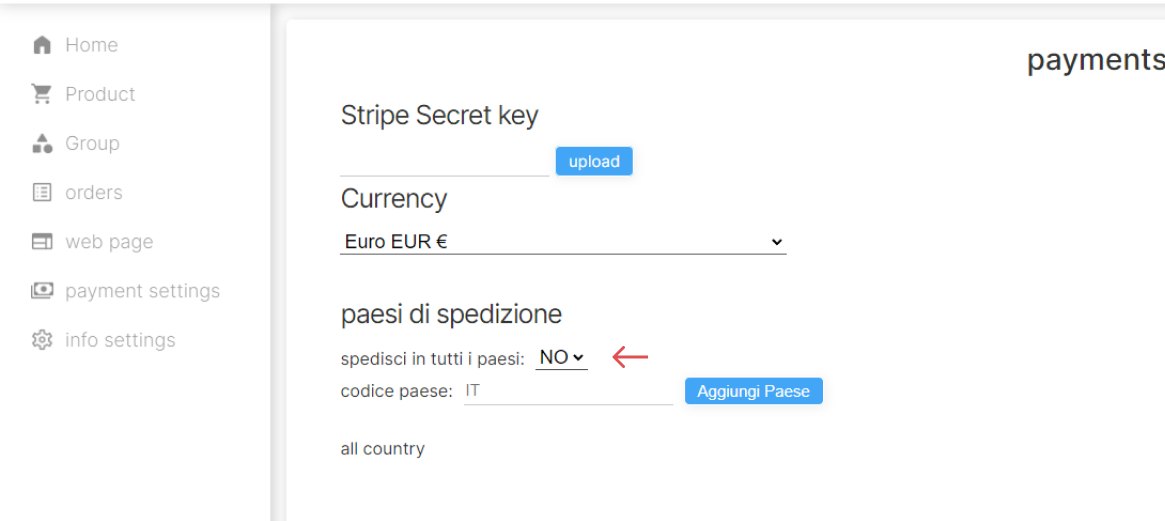 Home
Product
Group
orders
web page
payment settings
info settings
payments
Stripe Secret key
upload
Currency
Euro EUR €
paesi di spedizione
spedisci in tutti i paesi: NO
codice paese: IT Aggiungi Paese
all country